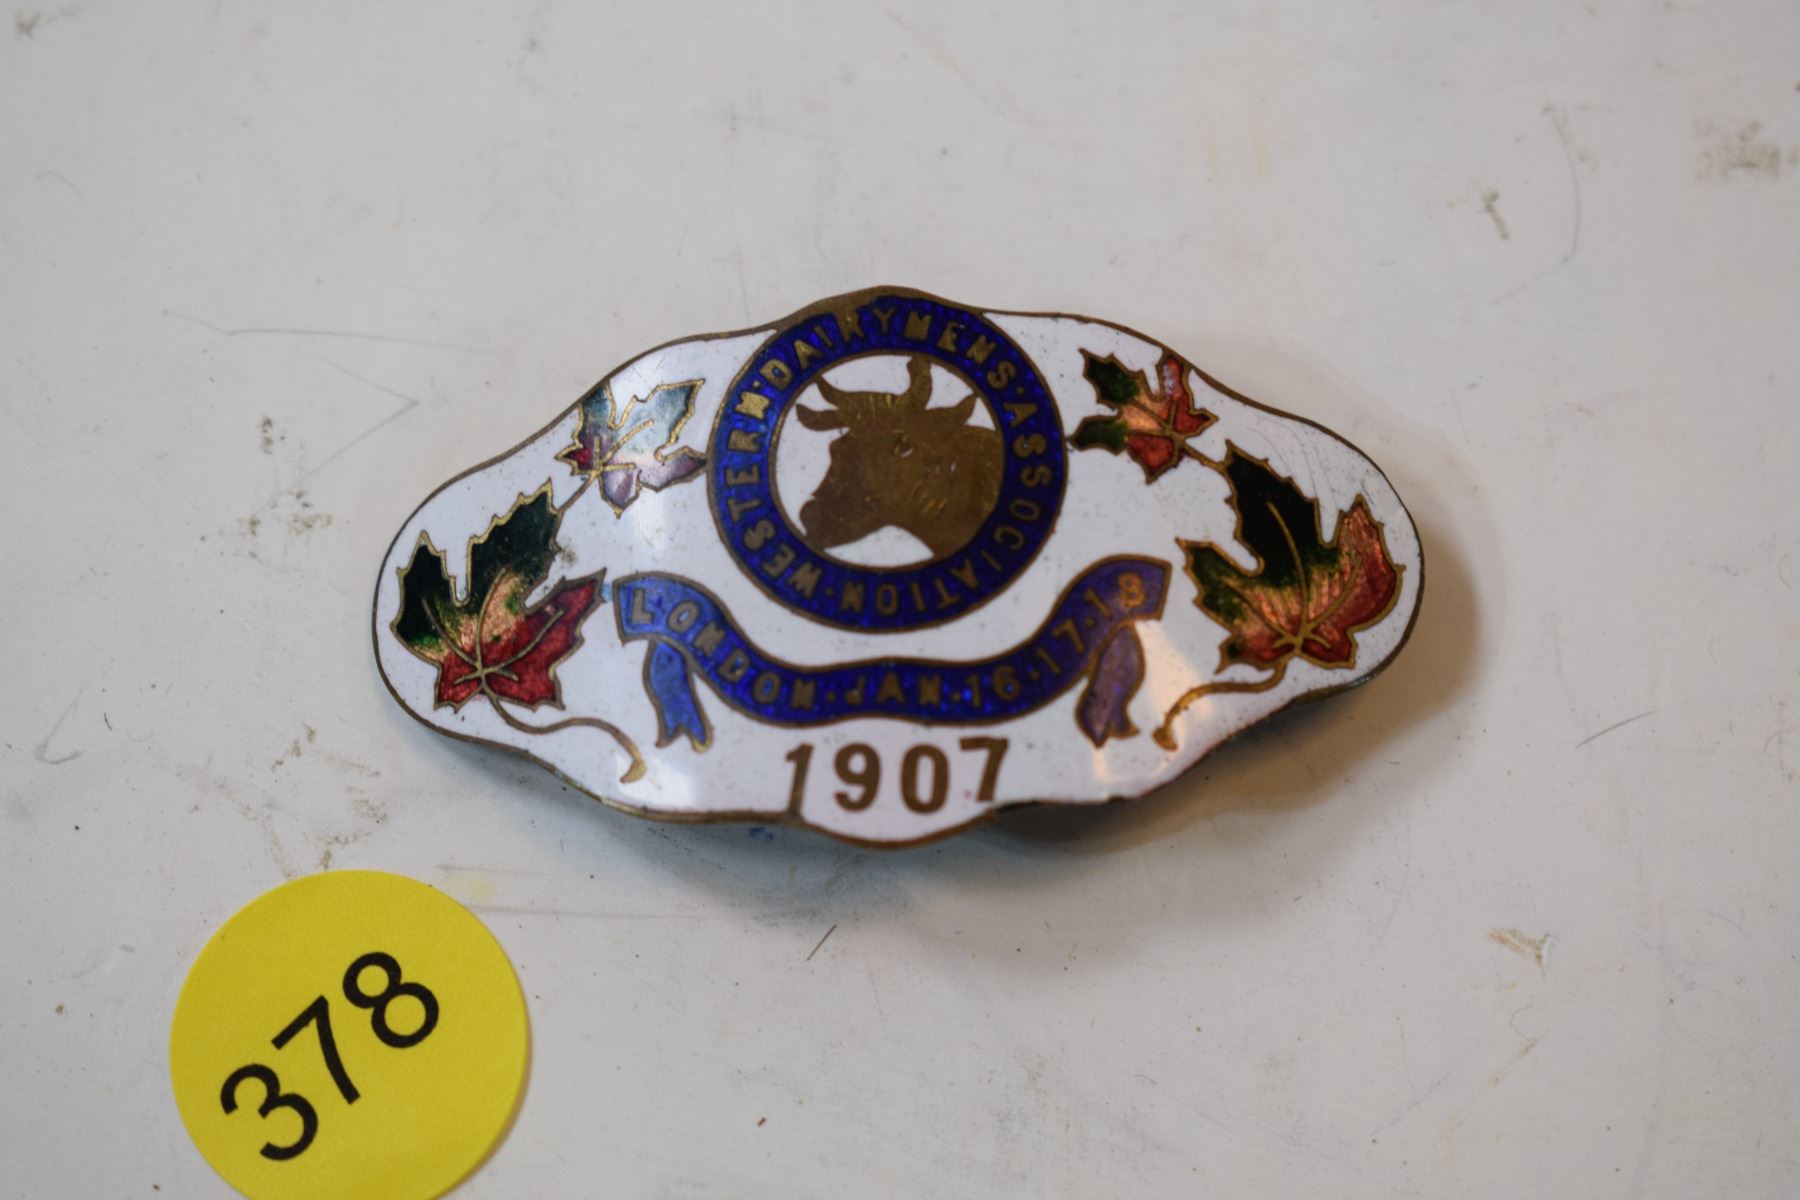 WESTERN·DAIRYMENS·ASSOCIATION·
LONDON·JAN·16·17·18
1907
378